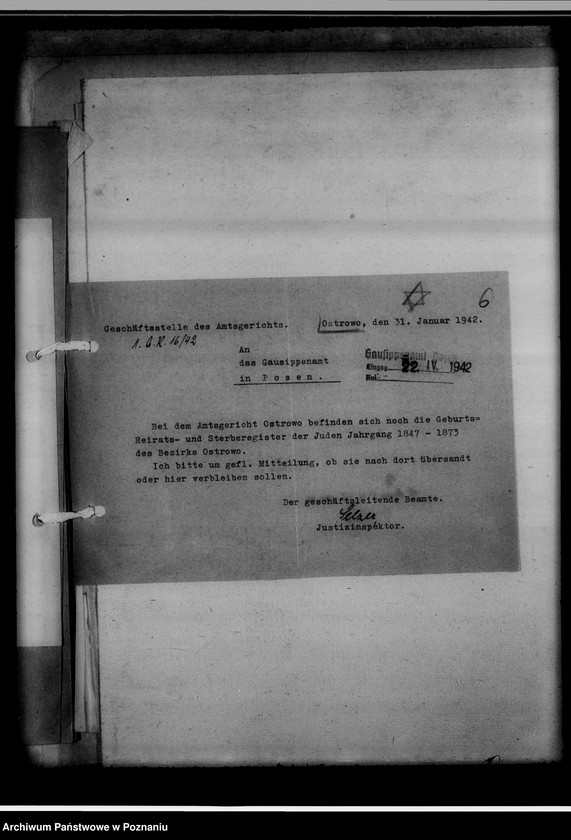 6
Geschäftsstelle des Amtsgerichts. Ostrowo, den 31. Januar 1942.
16/42
An
das Gausippenamt
in Posen.
Gausippenamt Posen
Eingeg. 22. IV. 1942
Bei dem Amtsgericht Ostrowo befinden sich noch die Geburts=
Heirats- und Sterberegister der Juden Jahrgang 1847 - 1873
des Bezirks Ostrowo.
Ich bitte um gefl. Mitteilung, ob sie nach dort übersandt
oder hier verbleiben sollen.
Der geschäftsleitende Beamte.
Justizinspektor.
Archiwum Państwowe w Poznaniu